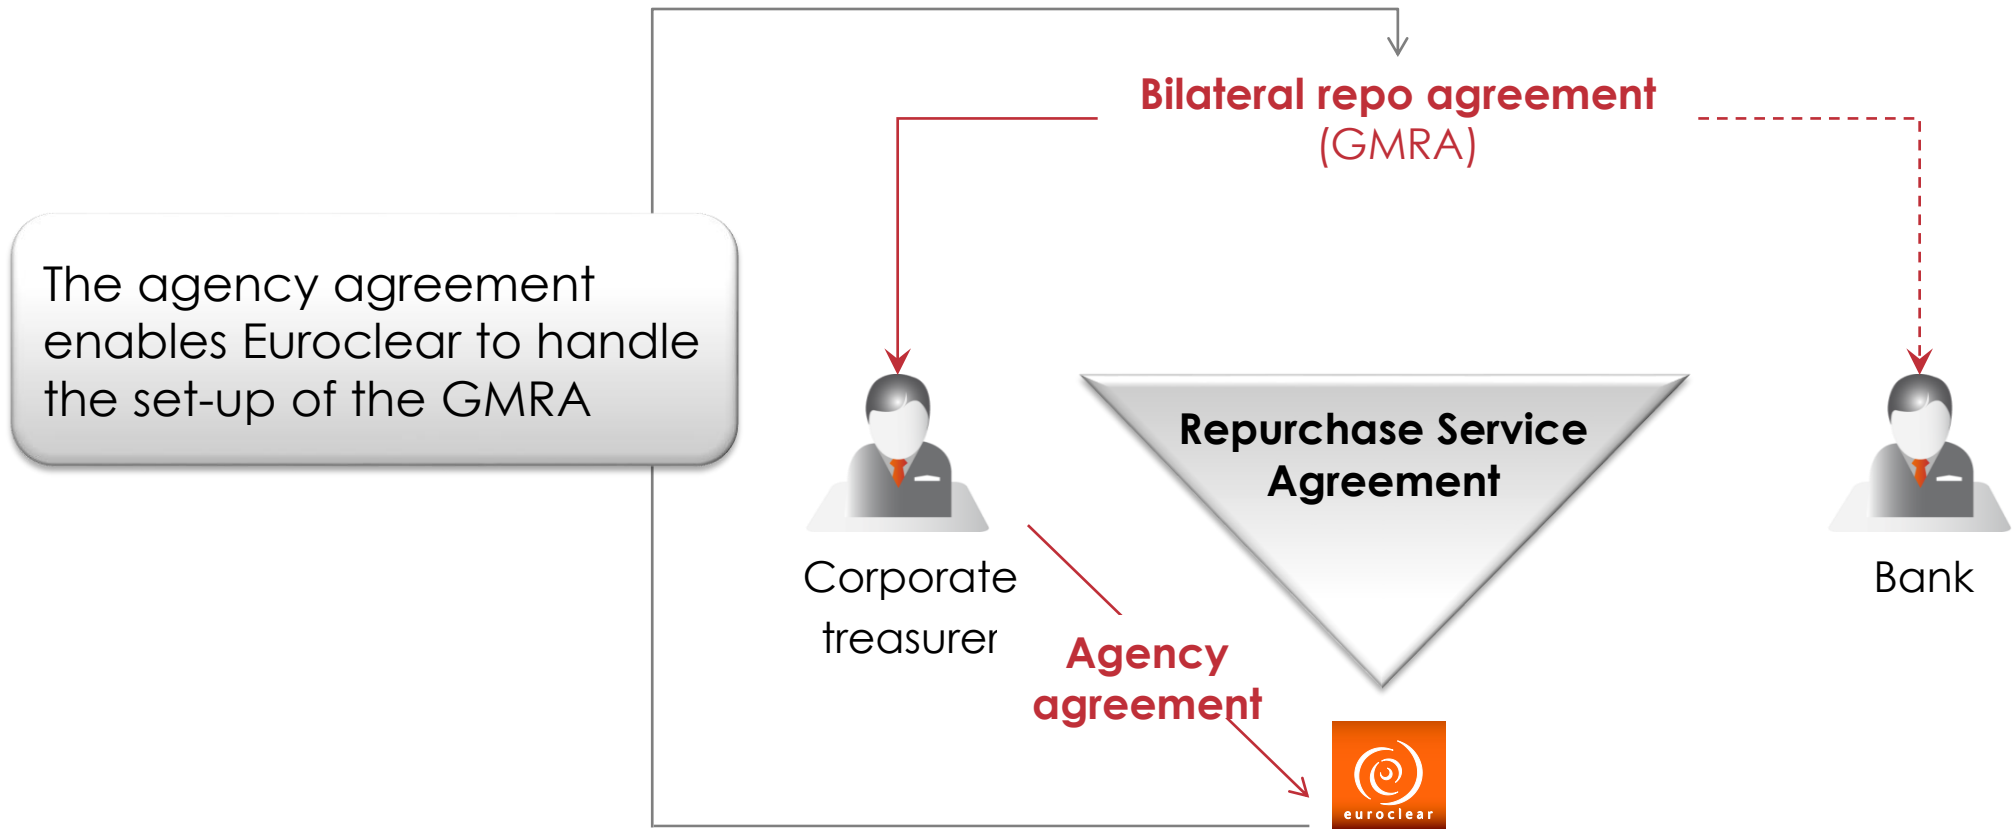 Bilateral repo agreement
(GMRA)
The agency agreement
enables Euroclear to handle
the set-up of the GMRA
Repurchase Service
Agreement
Corporate
treasurer
Bank
Agency
agreement
euroclear